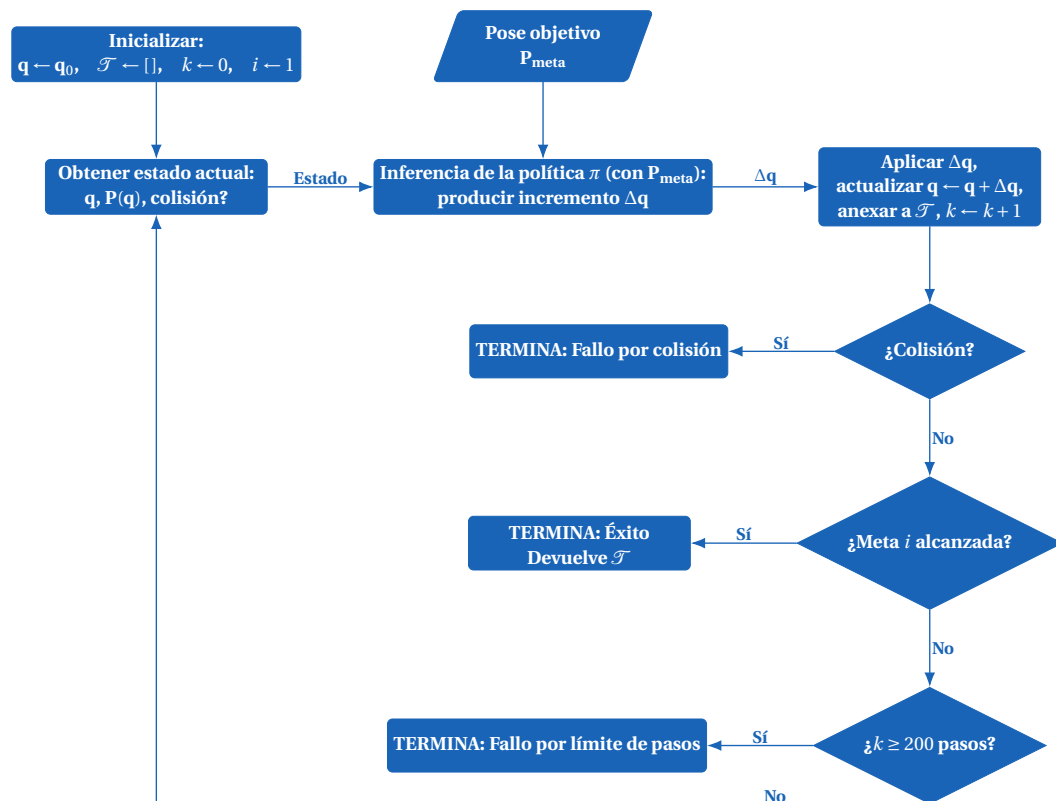 Inicializar:
q ← q₀, 𝒯 ← [ ], k ← 0, i ← 1
Pose objetivo
P_meta
Obtener estado actual:
q, P(q), colisión?
Estado
Inferencia de la política π (con P_meta):
producir incremento Δq
Δq
Aplicar Δq,
actualizar q ← q + Δq,
anexar a 𝒯, k ← k + 1
¿Colisión?
Sí
TERMINA: Fallo por colisión
No
¿Meta i alcanzada?
Sí
TERMINA: Éxito
Devuelve 𝒯
No
¿k ≥ 200 pasos?
Sí
TERMINA: Fallo por límite de pasos
No